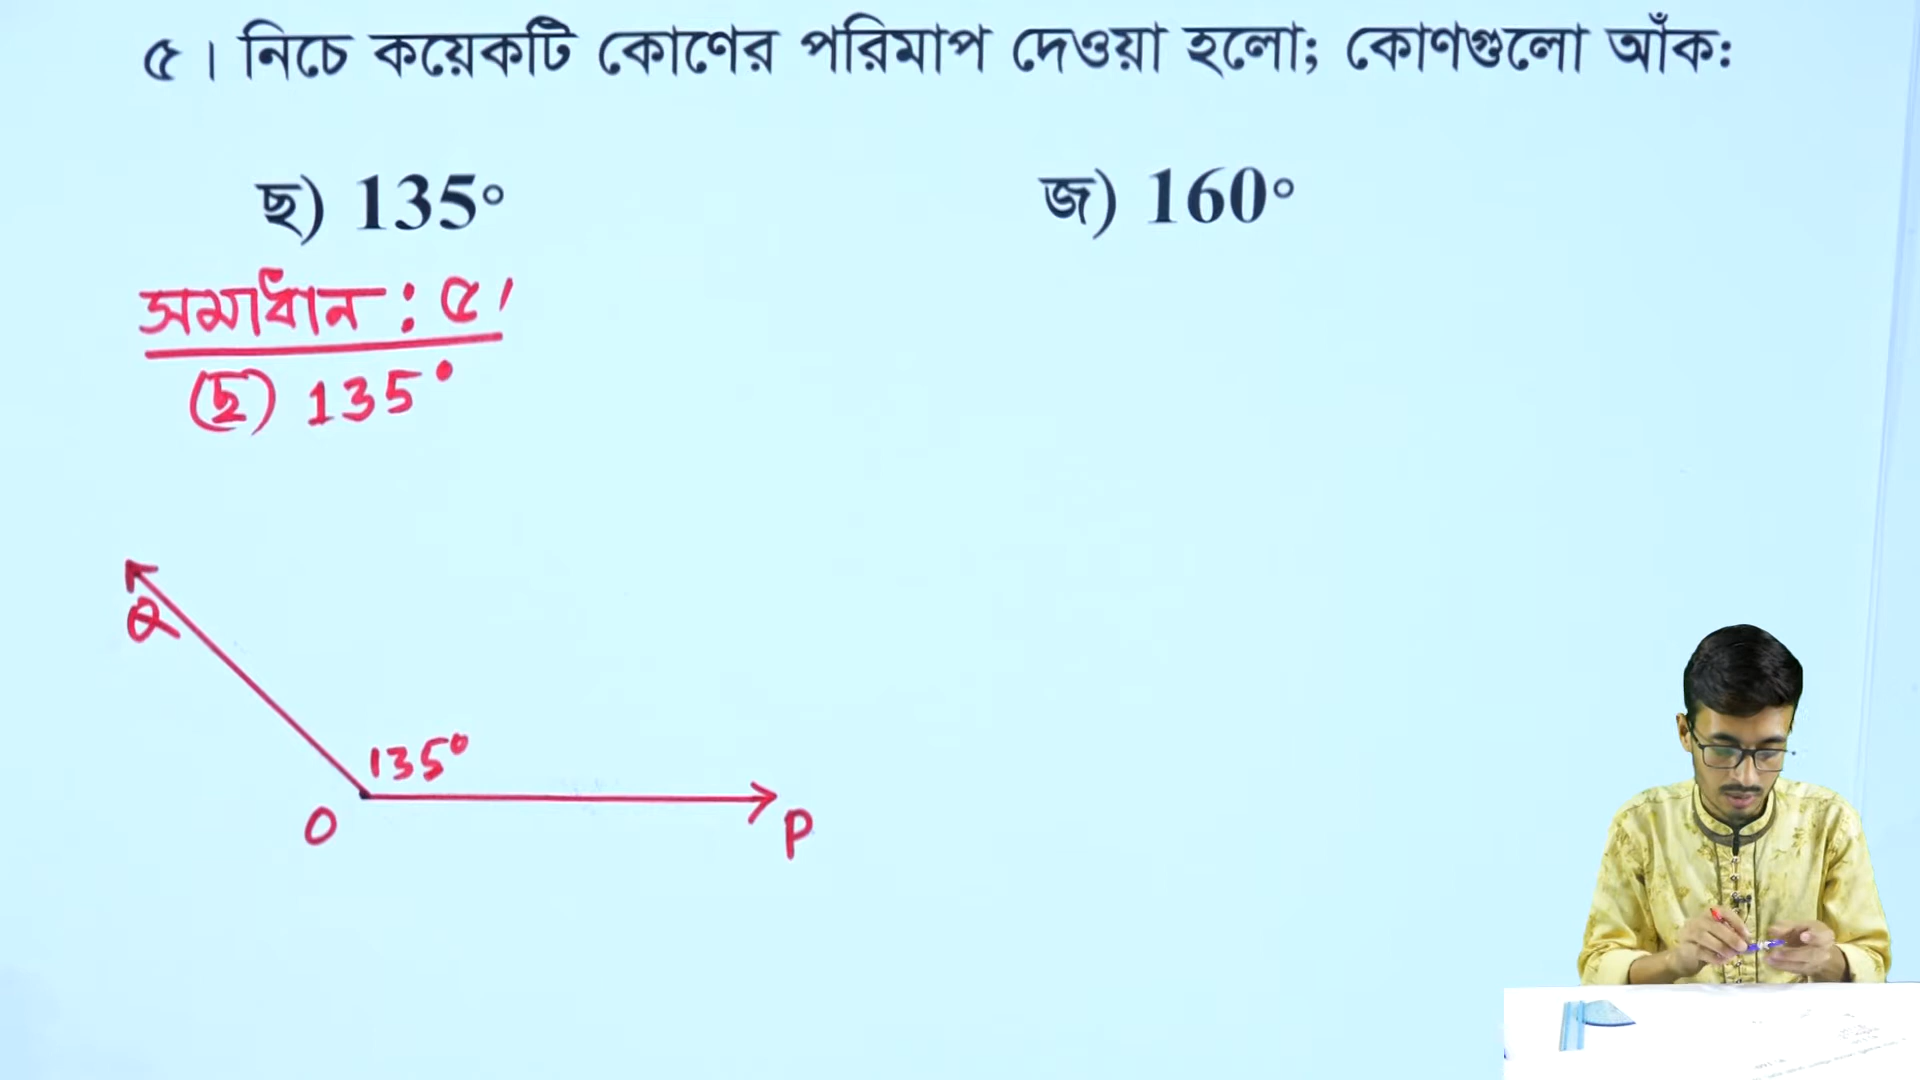 ৫। নিচে কয়েকটি কোণের পরিমাপ দেওয়া হলো; কোণগুলো আঁক:
ছ) 135° জ) 160°
সমাধান : ৫।
(ছ) 135°
Q
135°
O
P